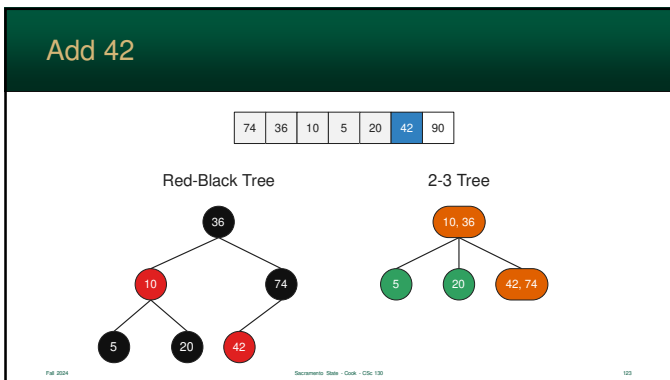 Add 42
74 36 10 5 20 42 90
Red-Black Tree 2-3 Tree
36 10, 36
10 74 5 20 42, 74
5 20 42
Fall 2024 Sacramento State - Cook - CSc 130 123